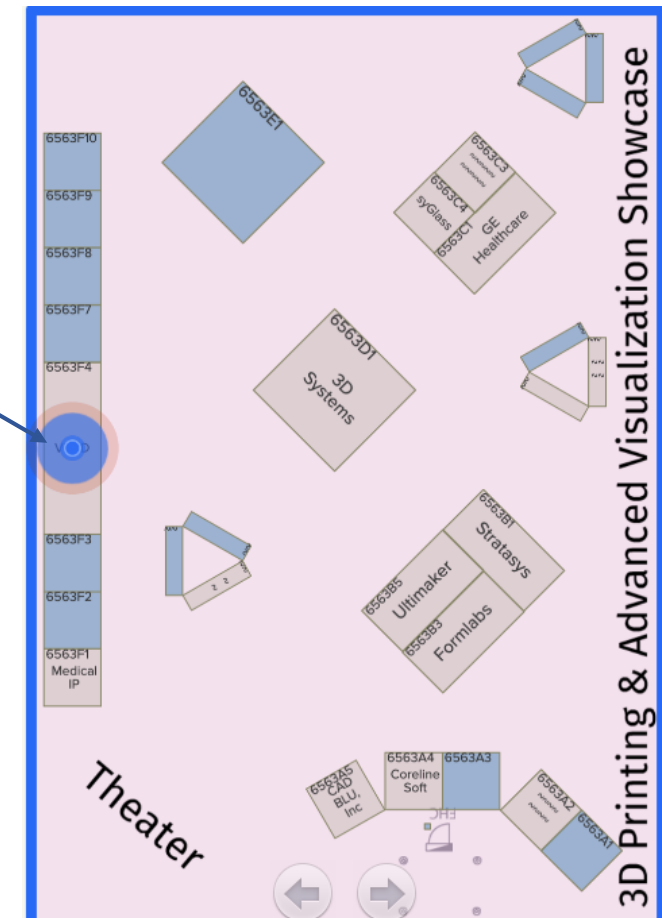 6563E1
6563F10
6563C3
6563F9
6563C4
syGlass
6563C1
GE
Healthcare
6563F8
6563F7
6563D1
3D
Systems
6563F4
6563B1
Stratasys
6563F3
6563B5
Ultimaker
6563F2
6563B3
Formlabs
6563F1
Medical
IP
6563A4
Coreline
Soft
6563A3
6563A5
CAD
BLU,
Inc
6563A2
6563A1
FHC
Theater
3D Printing & Advanced Visualization Showcase